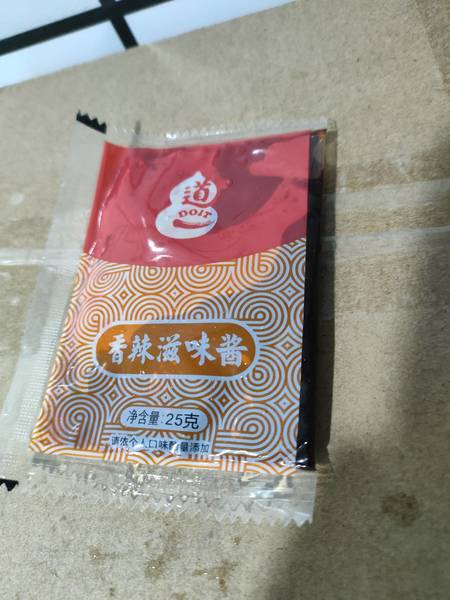 道
DOIT
香辣滋味酱
净含量:25克
请依个人口味酌量添加